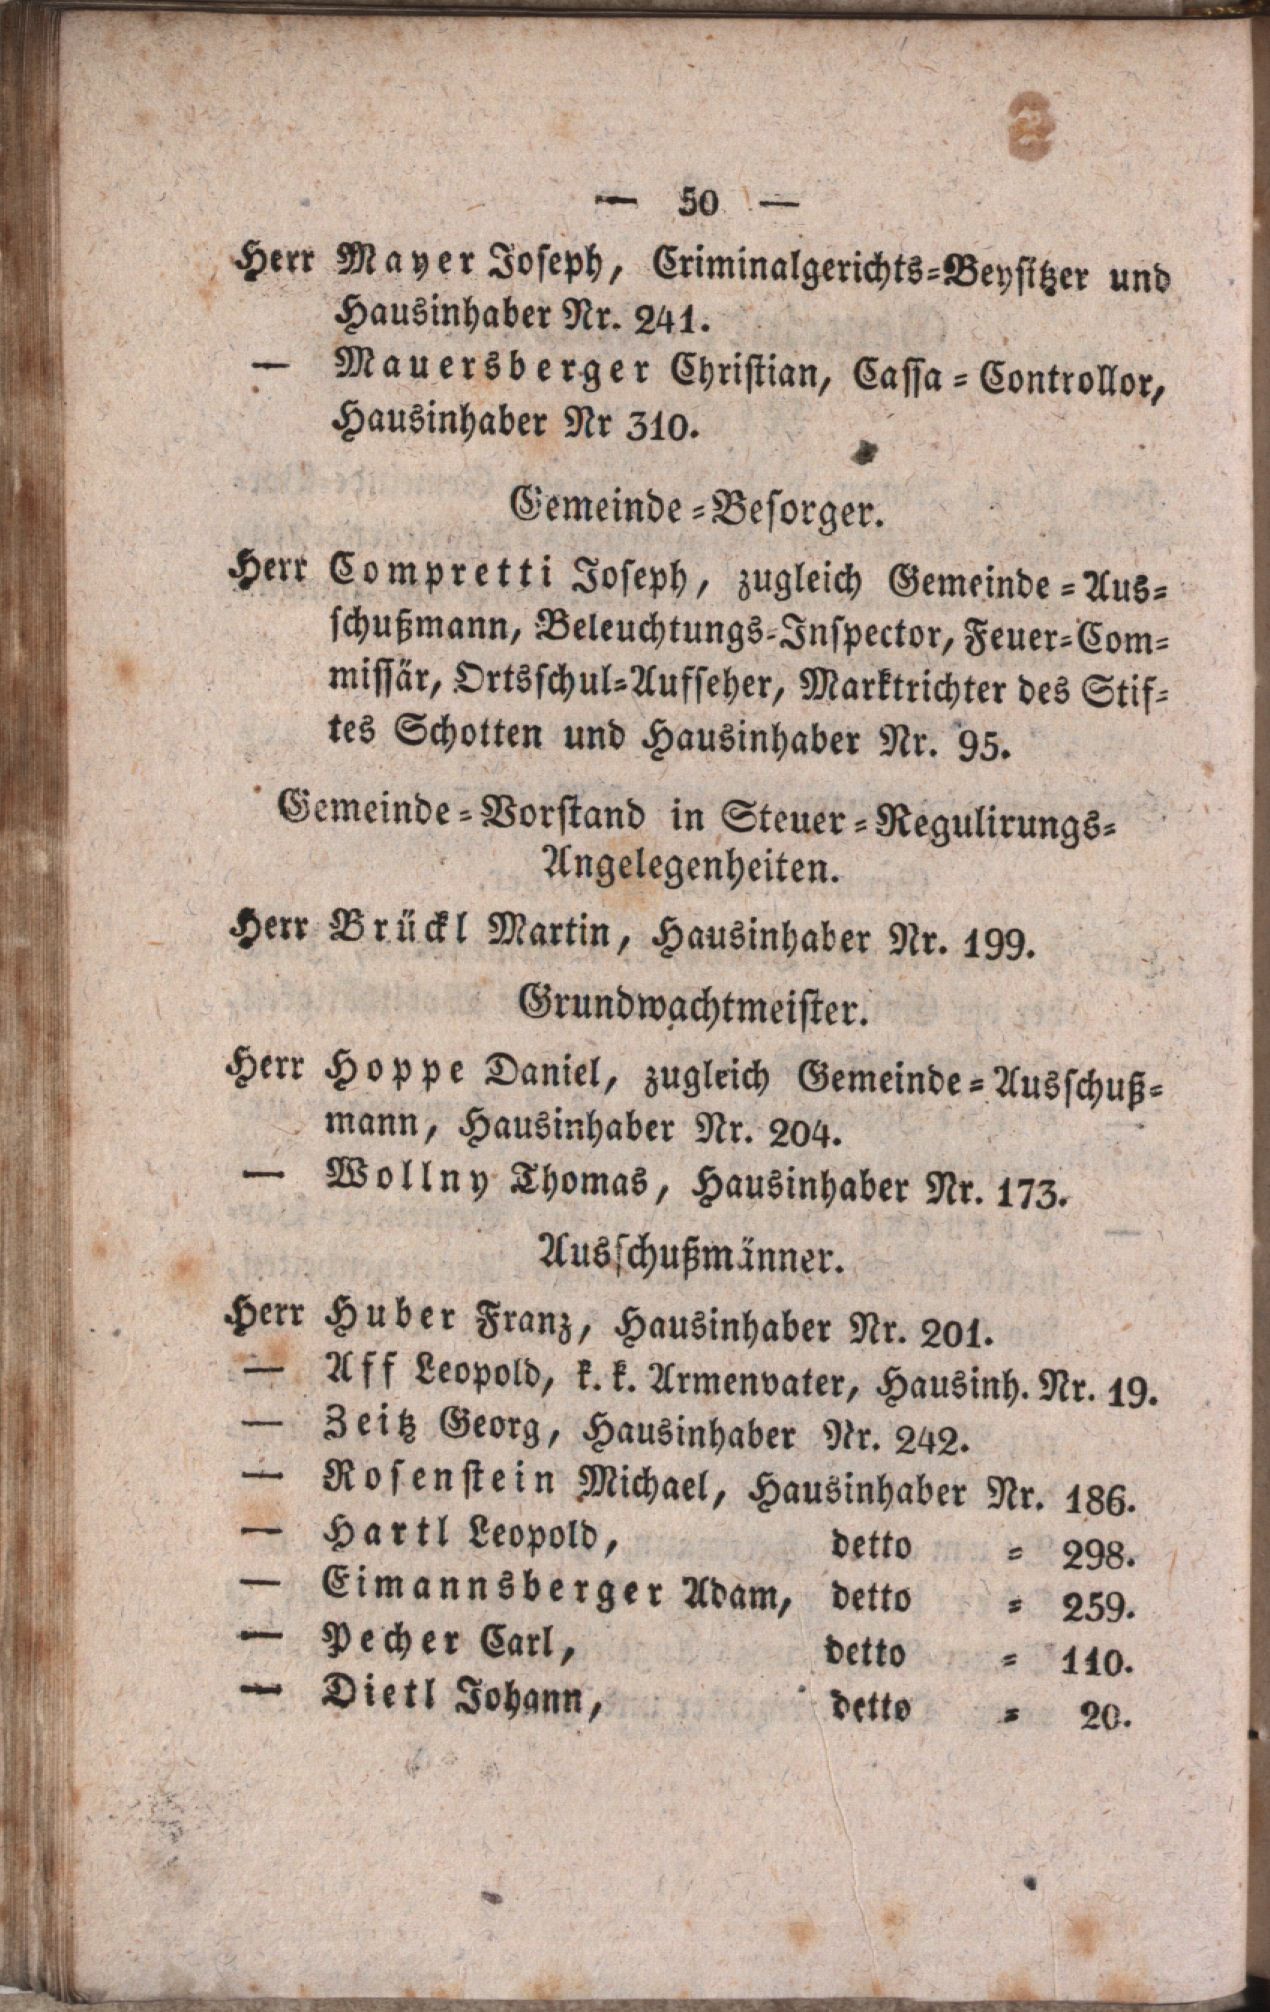 — 50 —
Herr Mayer Joseph, Criminalgerichts=Beysitzer und
Hausinhaber Nr. 241.
— Mauersberger Christian, Cassa=Controllor,
Hausinhaber Nr 310.
Gemeinde=Besorger.
Herr Compretti Joseph, zugleich Gemeinde=Aus=
schußmann, Beleuchtungs=Inspector, Feuer=Com=
missär, Ortsschul=Aufseher, Marktrichter des Stif=
tes Schotten und Hausinhaber Nr. 95.
Gemeinde=Vorstand in Steuer=Regulirungs=
Angelegenheiten.
Herr Brückl Martin, Hausinhaber Nr. 199.
Grundwachtmeister.
Herr Hoppe Daniel, zugleich Gemeinde=Ausschuß=
mann, Hausinhaber Nr. 204.
— Wollny Thomas, Hausinhaber Nr. 173.
Ausschußmänner.
Herr Huber Franz, Hausinhaber Nr. 201.
— Aff Leopold, k. k. Armenvater, Hausinh. Nr. 19.
— Zeitz Georg, Hausinhaber Nr. 242.
— Rosenstein Michael, Hausinhaber Nr. 186.
— Hartl Leopold, detto = 298.
— Eimannsberger Adam, detto = 259.
— Pecher Carl, detto = 110.
— Dietl Johann, detto = 20.